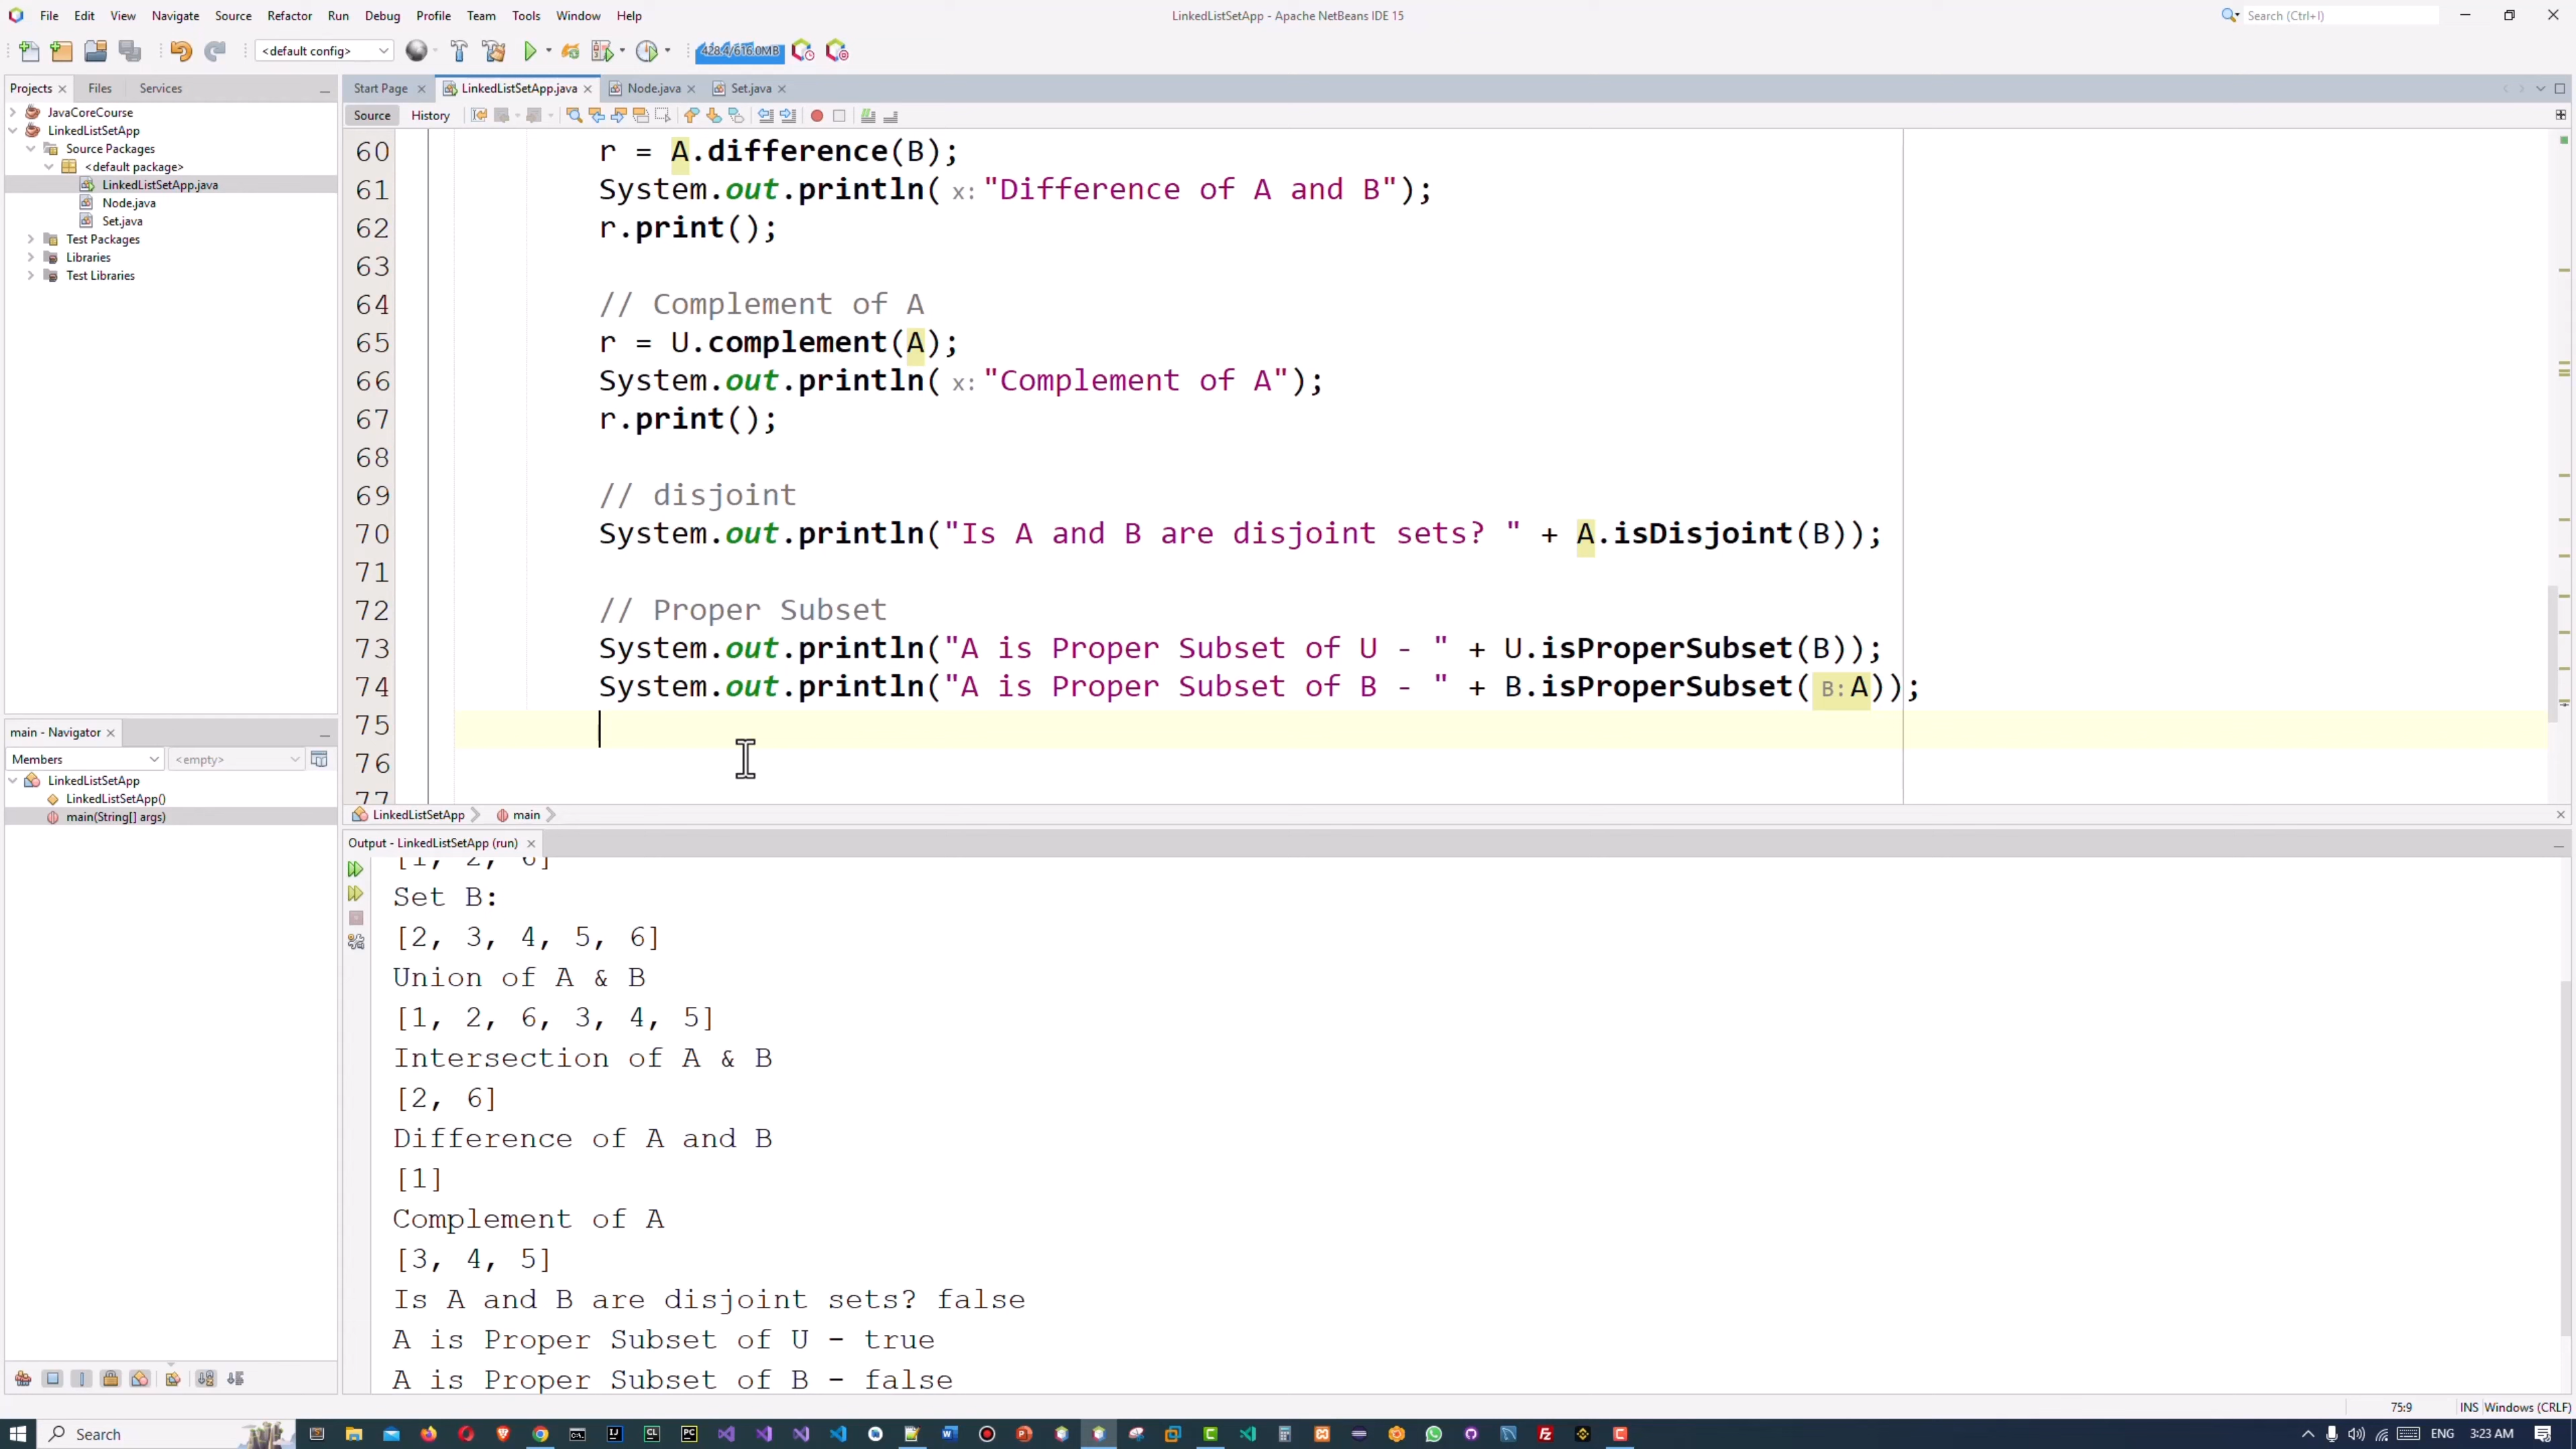 File Edit View Navigate Source Refactor Run Debug Profile Team Tools Window Help
LinkedListSetApp - Apache NetBeans IDE 15
Search (Ctrl+I)
<default config>
428.4/616.0MB
Projects Files Services
JavaCoreCourse
LinkedListSetApp
Source Packages
<default package>
LinkedListSetApp.java
Node.java
Set.java
Test Packages
Libraries
Test Libraries
Start Page LinkedListSetApp.java Node.java Set.java
Source History
60 r = A.difference(B);
61 System.out.println( x: "Difference of A and B");
62 r.print();
63
64 // Complement of A
65 r = U.complement(A);
66 System.out.println( x: "Complement of A");
67 r.print();
68
69 // disjoint
70 System.out.println("Is A and B are disjoint sets? " + A.isDisjoint(B));
71
72 // Proper Subset
73 System.out.println("A is Proper Subset of U - " + U.isProperSubset(B));
74 System.out.println("A is Proper Subset of B - " + B.isProperSubset( B: A));
75
76
77
LinkedListSetApp main
main - Navigator
Members <empty>
LinkedListSetApp
LinkedListSetApp()
main(String[] args)
Output - LinkedListSetApp (run)
[1, 2, 6]
Set B:
[2, 3, 4, 5, 6]
Union of A & B
[1, 2, 6, 3, 4, 5]
Intersection of A & B
[2, 6]
Difference of A and B
[1]
Complement of A
[3, 4, 5]
Is A and B are disjoint sets? false
A is Proper Subset of U - true
A is Proper Subset of B - false
75:9 INS Windows (CRLF)
Search
ENG 3:23 AM